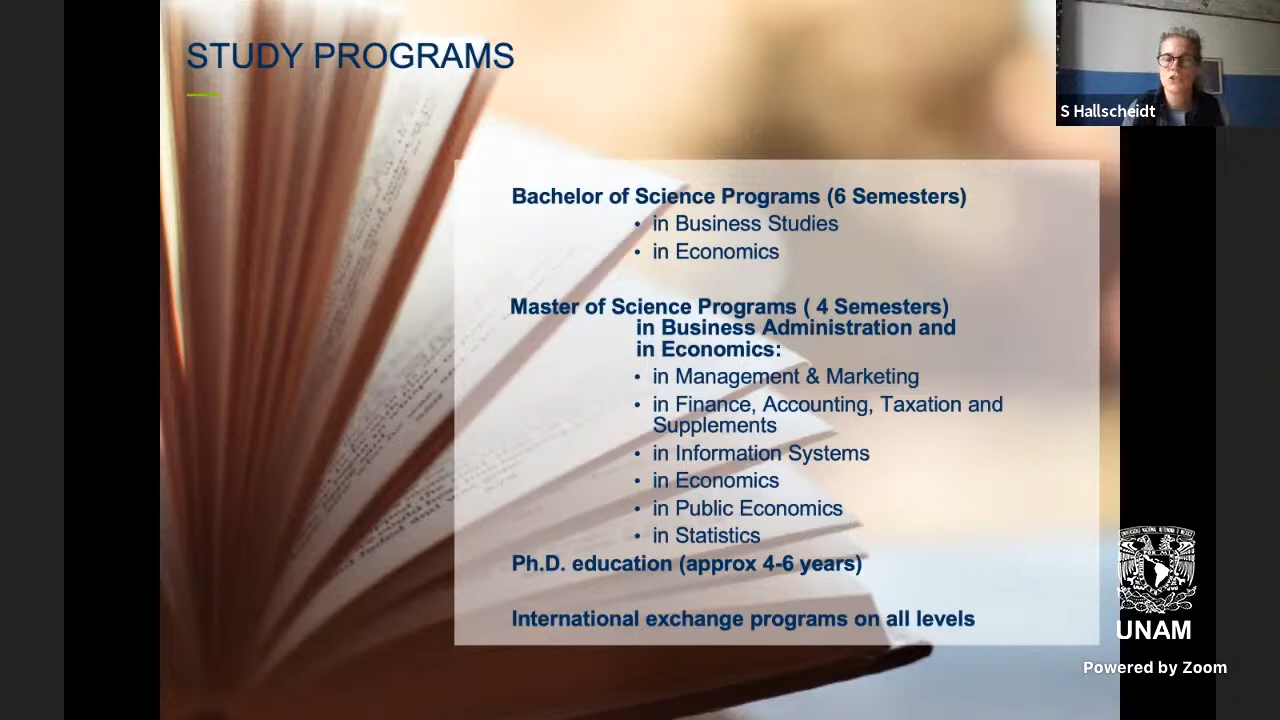 STUDY PROGRAMS
S Hallscheidt
Bachelor of Science Programs (6 Semesters)
• in Business Studies
• in Economics
Master of Science Programs ( 4 Semesters)
in Business Administration and
in Economics:
• in Management & Marketing
• in Finance, Accounting, Taxation and
Supplements
• in Information Systems
• in Economics
• in Public Economics
• in Statistics
Ph.D. education (approx 4-6 years)
International exchange programs on all levels
UNAM
Powered by Zoom